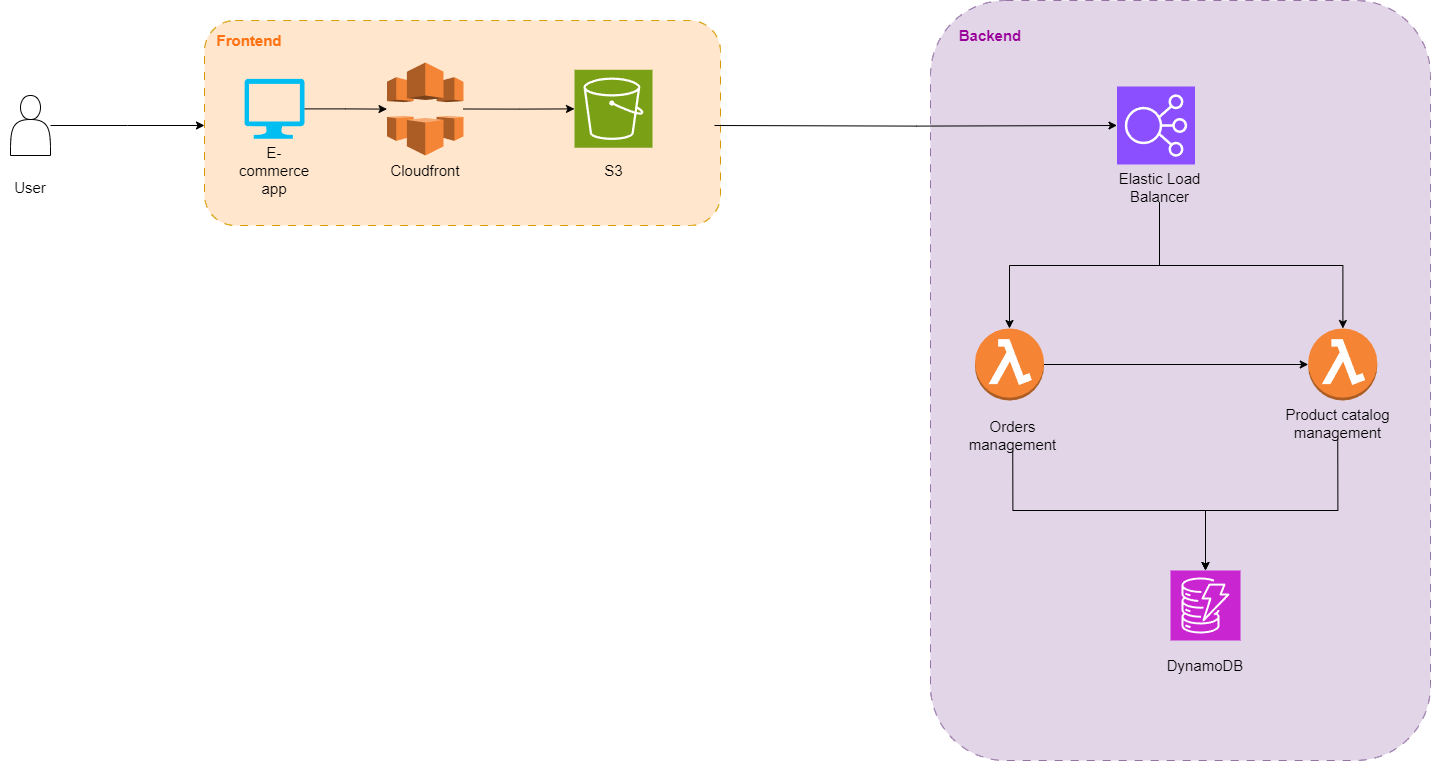 Frontend
Backend
User
E-
commerce
app
Cloudfront
S3
Elastic Load
Balancer
Orders
management
Product catalog
management
DynamoDB